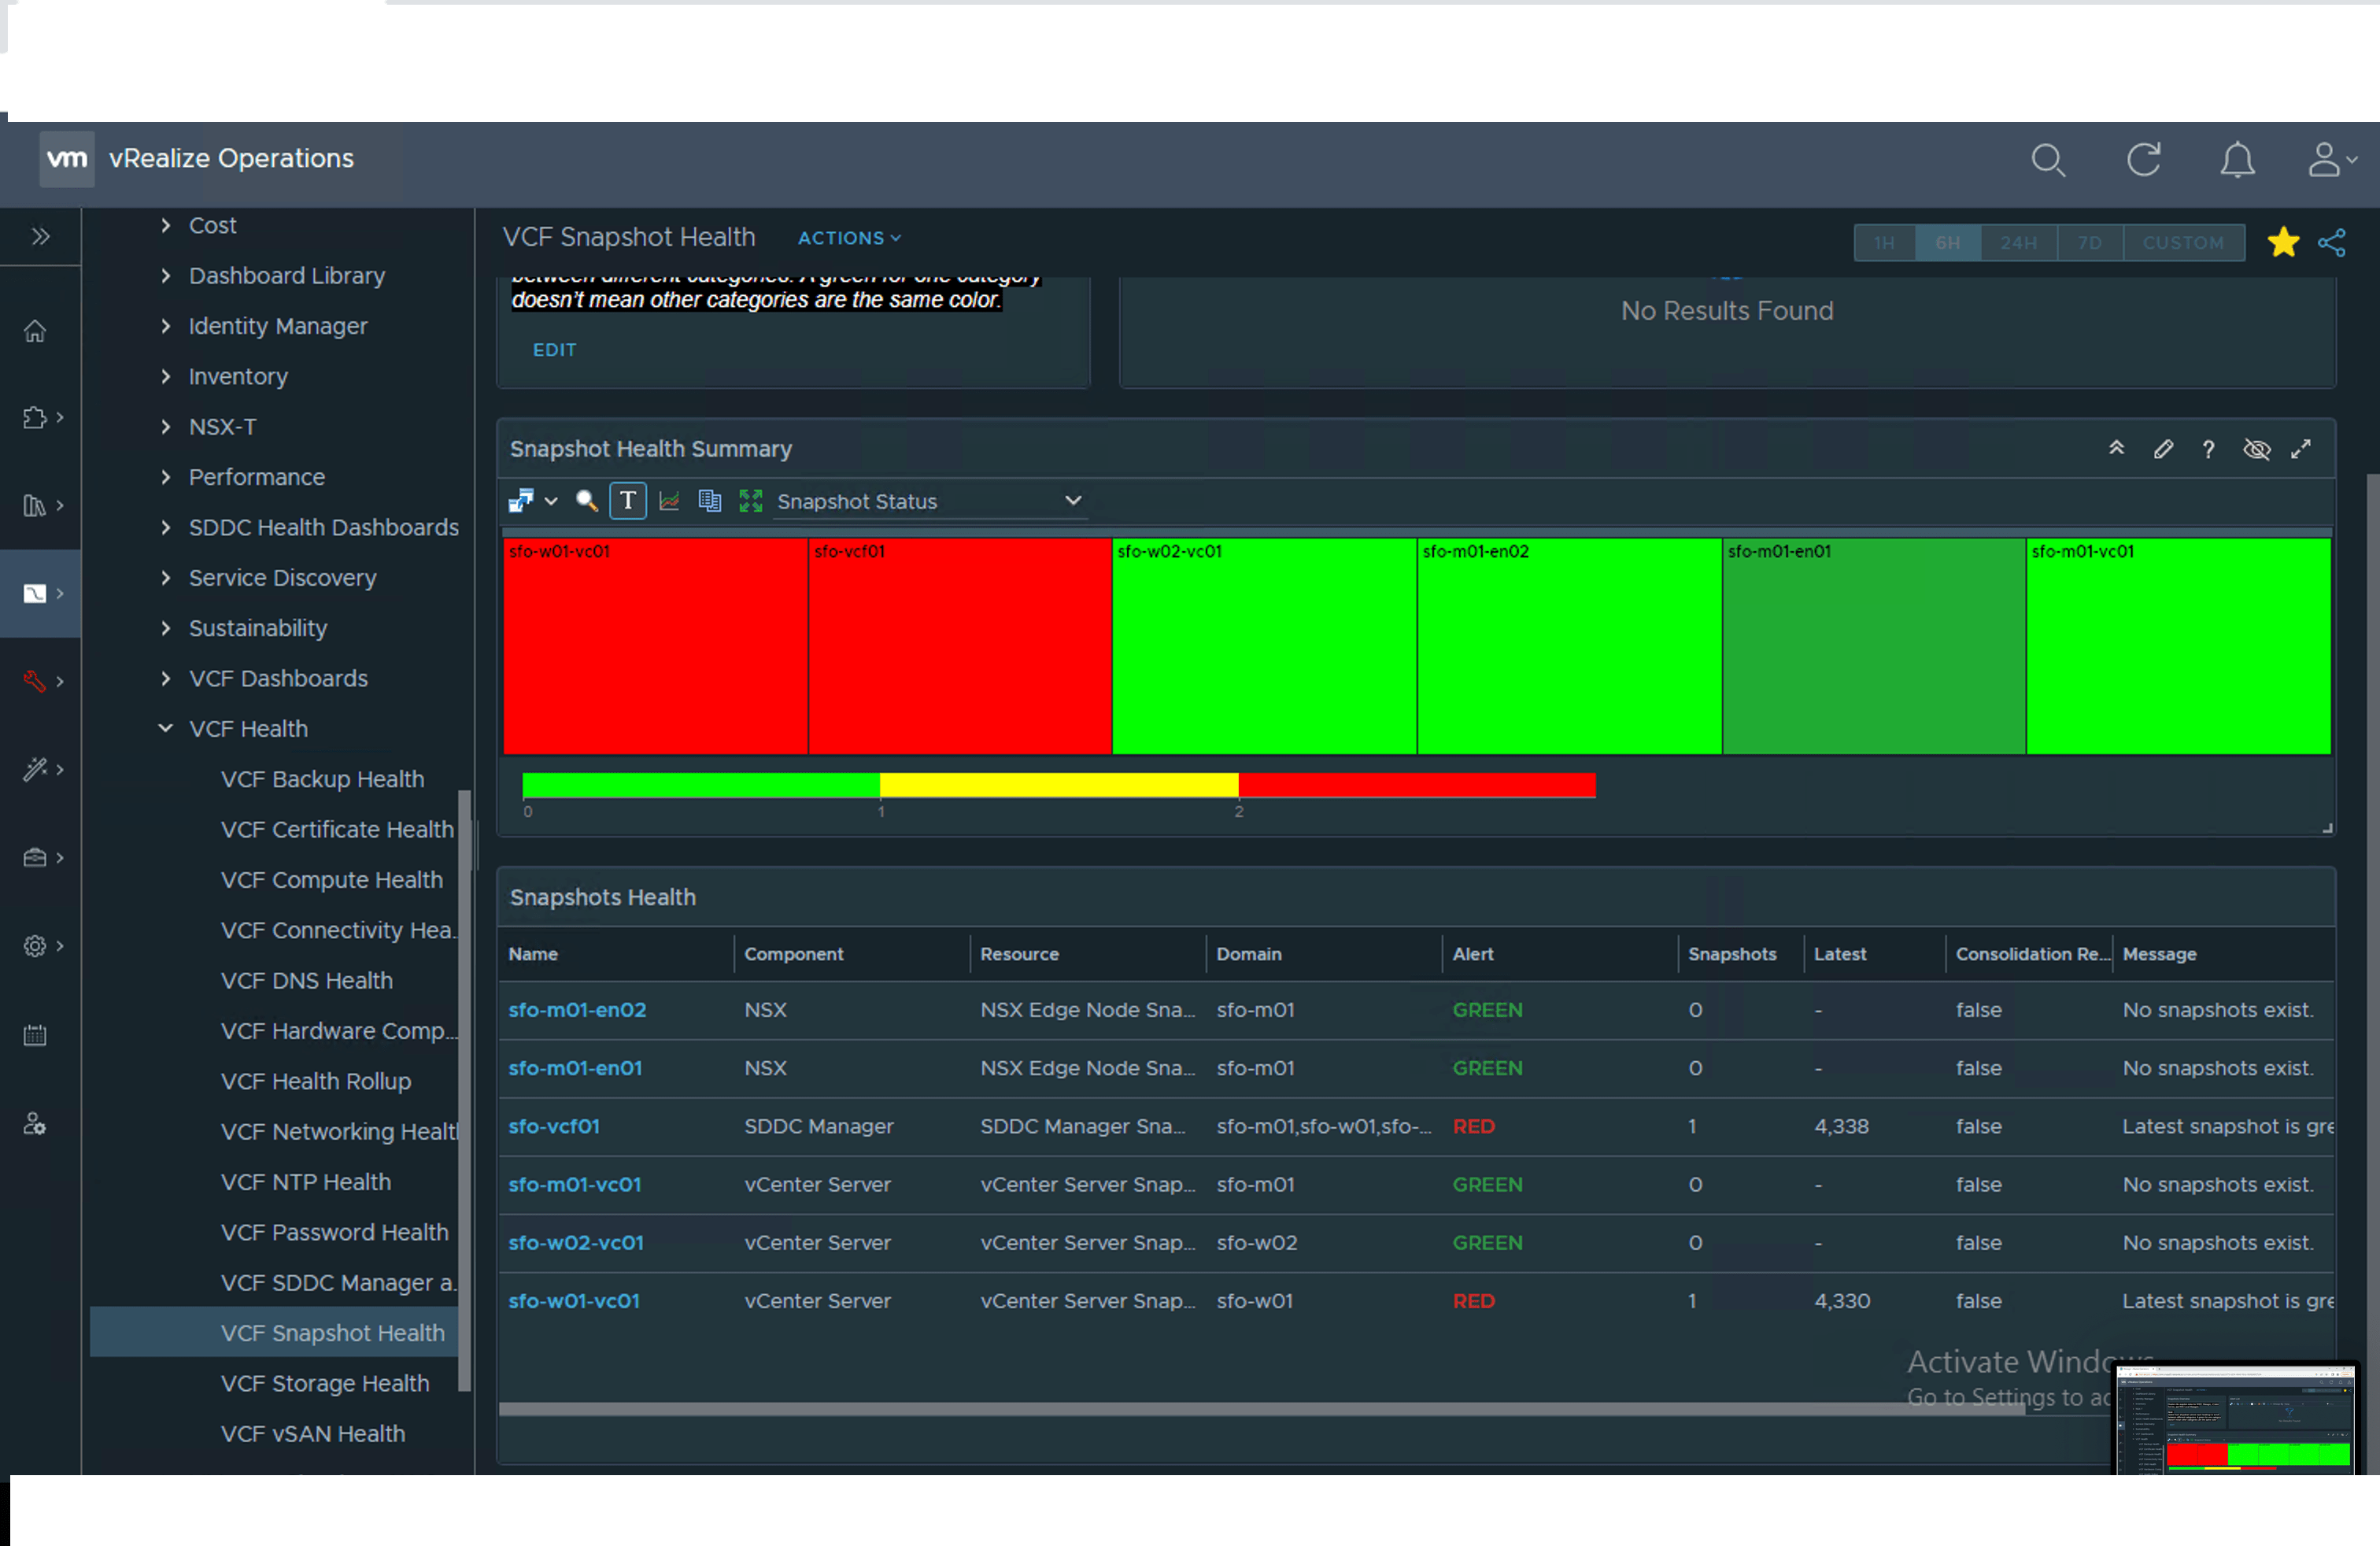 vm vRealize Operations
Cost
Dashboard Library
Identity Manager
Inventory
NSX-T
Performance
SDDC Health Dashboards
Service Discovery
Sustainability
VCF Dashboards
VCF Health
VCF Backup Health
VCF Certificate Health
VCF Compute Health
VCF Connectivity Hea..
VCF DNS Health
VCF Hardware Comp...
VCF Health Rollup
VCF Networking Healt
VCF NTP Health
VCF Password Health
VCF SDDC Manager a..
VCF Snapshot Health
VCF Storage Health
VCF vSAN Health
VCF Snapshot Health ACTIONS
1H 6H 24H 7D CUSTOM
between different categories. A green for one category
doesn't mean other categories are the same color.
EDIT
No Results Found
Snapshot Health Summary
?
T Snapshot Status
sfo-w01-vc01 sfo-vcf01 sfo-w02-vc01 sfo-m01-en02 sfo-m01-en01 sfo-m01-vc01
0 1 2
Snapshots Health
Name Component Resource Domain Alert Snapshots Latest Consolidation Re... Message
sfo-m01-en02 NSX NSX Edge Node Sna... sfo-m01 GREEN 0 - false No snapshots exist.
sfo-m01-en01 NSX NSX Edge Node Sna... sfo-m01 GREEN 0 - false No snapshots exist.
sfo-vcf01 SDDC Manager SDDC Manager Sna... sfo-m01,sfo-w01,sfo-... RED 1 4,338 false Latest snapshot is gre
sfo-m01-vc01 vCenter Server vCenter Server Snap... sfo-m01 GREEN 0 - false No snapshots exist.
sfo-w02-vc01 vCenter Server vCenter Server Snap... sfo-w02 GREEN 0 - false No snapshots exist.
sfo-w01-vc01 vCenter Server vCenter Server Snap... sfo-w01 RED 1 4,330 false Latest snapshot is gre
Activate Windows
Go to Settings to ac